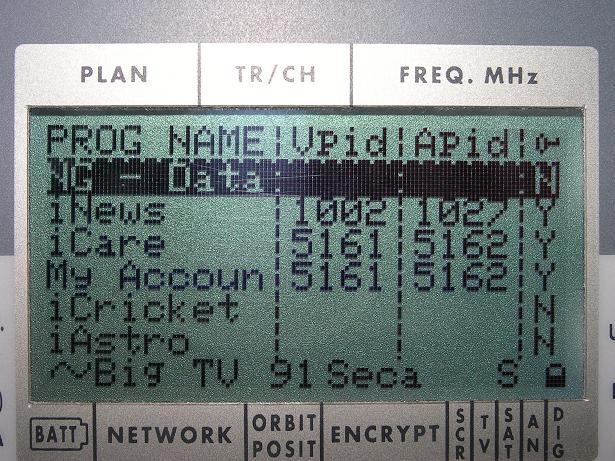 PLAN TR/CH FREQ. MHz
PROG NAME Vpid APid
Ng - Data N
iNews 1002 1027 Y
iCare 5161 5162 Y
My Accoun 5161 5162 Y
iCricket N
iAstro N
~Big TV 91 Seca S
BATT NETWORK ORBIT POSIT ENCRYPT SCR TV SAT AN DIG